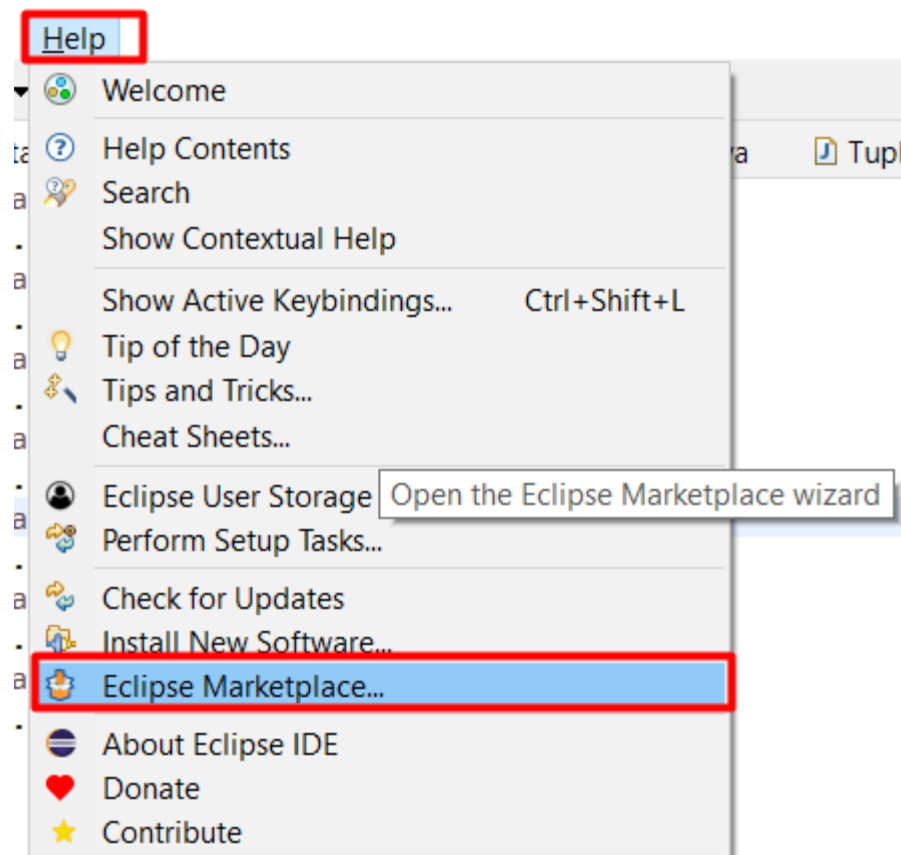 Help
Welcome
Help Contents
Search
Show Contextual Help
Show Active Keybindings... Ctrl+Shift+L
Tip of the Day
Tips and Tricks...
Cheat Sheets...
Eclipse User Storage
Open the Eclipse Marketplace wizard
Perform Setup Tasks...
Check for Updates
Install New Software...
Eclipse Marketplace...
About Eclipse IDE
Donate
Contribute